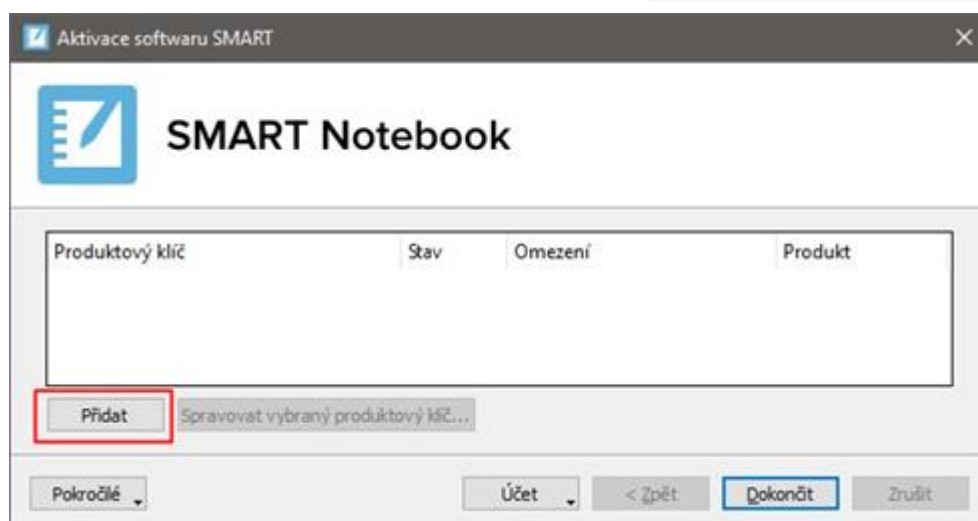 Aktivace softwaru SMART
SMART Notebook
Produktový klíč Stav Omezení Produkt
Přidat Spravovat vybraný produktový klíč...
Pokročilé Účet < Zpět Dokončit Zrušit